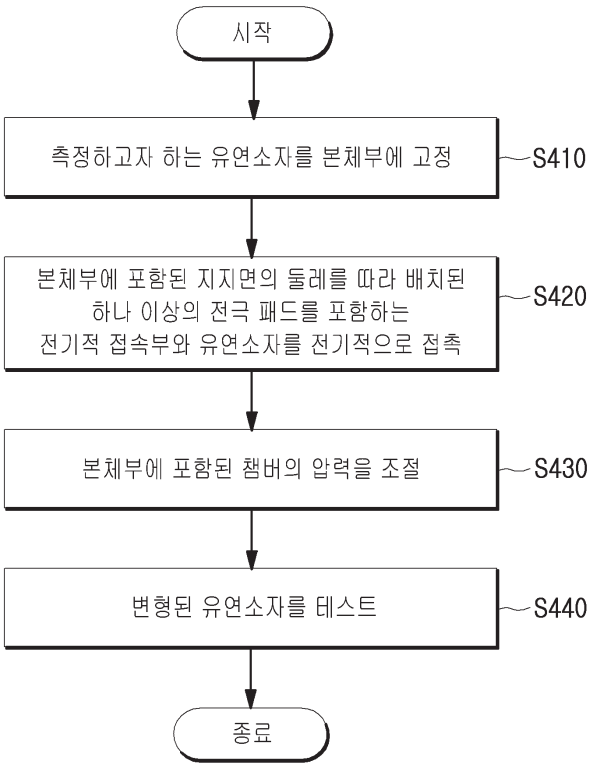 시작
측정하고자 하는 유연소자를 본체부에 고정
S410
본체부에 포함된 지지면의 둘레를 따라 배치된
하나 이상의 전극 패드를 포함하는
전기적 접속부와 유연소자를 전기적으로 접촉
S420
본체부에 포함된 챔버의 압력을 조절
S430
변형된 유연소자를 테스트
S440
종료